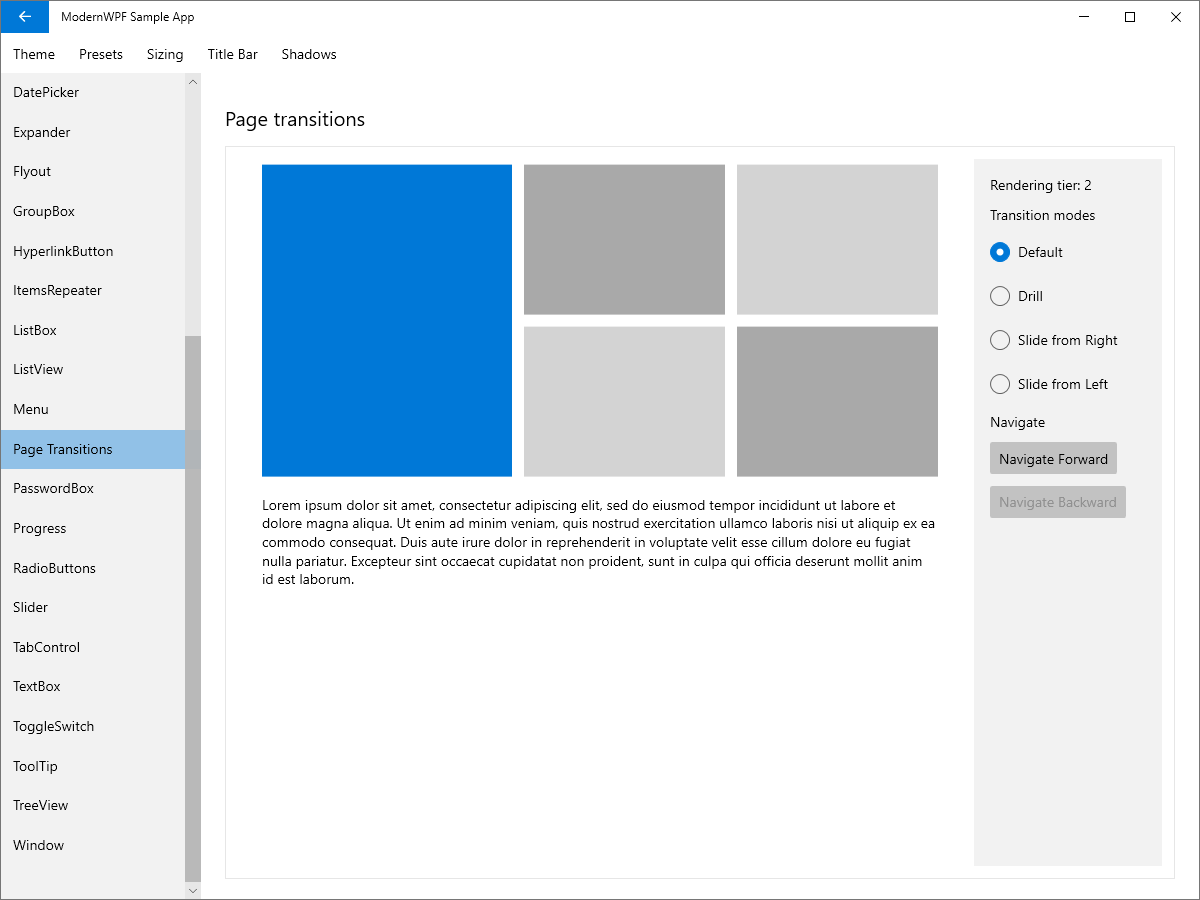 ModernWPF Sample App
Theme
Presets
Sizing
Title Bar
Shadows
DatePicker
Expander
Flyout
GroupBox
HyperlinkButton
ItemsRepeater
ListBox
ListView
Menu
Page Transitions
PasswordBox
Progress
RadioButtons
Slider
TabControl
TextBox
ToggleSwitch
ToolTip
TreeView
Window
Page transitions
Lorem ipsum dolor sit amet, consectetur adipiscing elit, sed do eiusmod tempor incididunt ut labore et
dolore magna aliqua. Ut enim ad minim veniam, quis nostrud exercitation ullamco laboris nisi ut aliquip ex ea
commodo consequat. Duis aute irure dolor in reprehenderit in voluptate velit esse cillum dolore eu fugiat
nulla pariatur. Excepteur sint occaecat cupidatat non proident, sunt in culpa qui officia deserunt mollit anim
id est laborum.
Rendering tier: 2
Transition modes
Default
Drill
Slide from Right
Slide from Left
Navigate
Navigate Forward
Navigate Backward